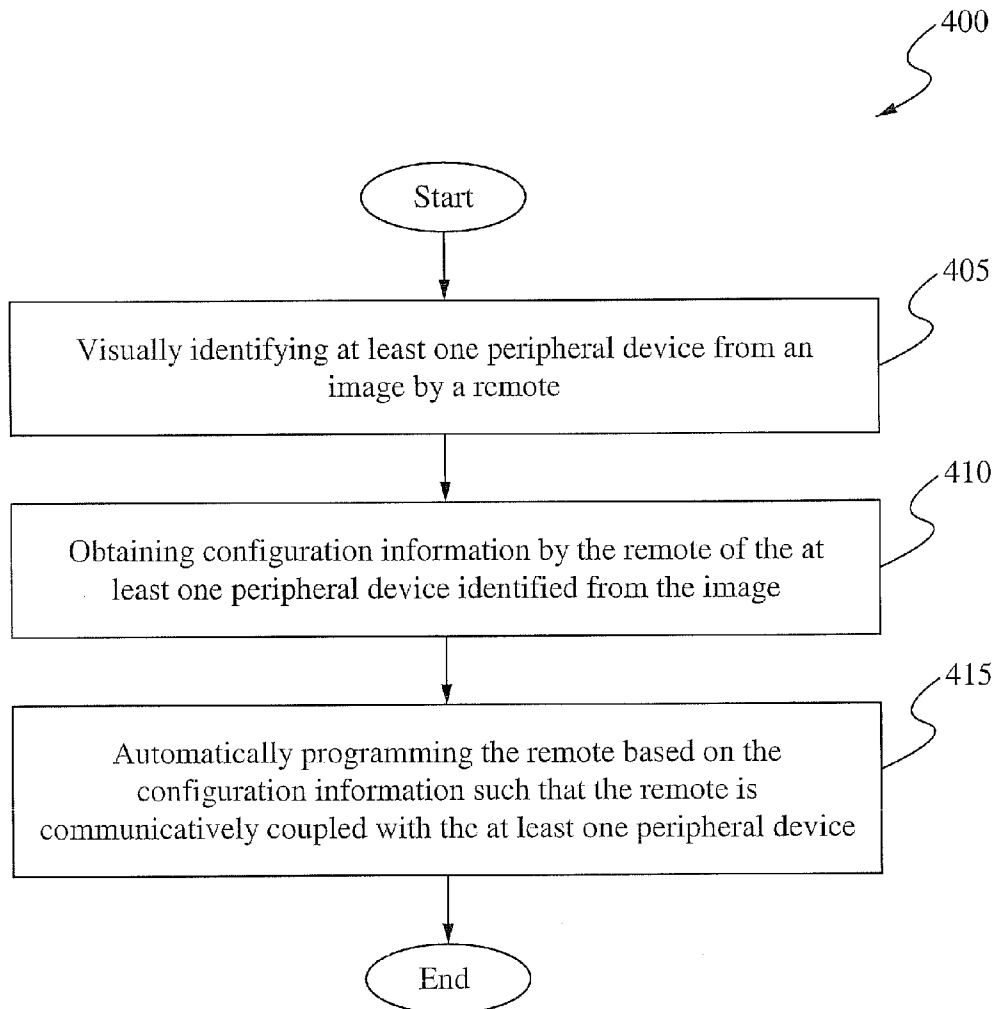 400
Start
405
Visually identifying at least one peripheral device from an
image by a remote
410
Obtaining configuration information by the remote of the at
least one peripheral device identified from the image
415
Automatically programming the remote based on the
configuration information such that the remote is
communicatively coupled with the at least one peripheral device
End